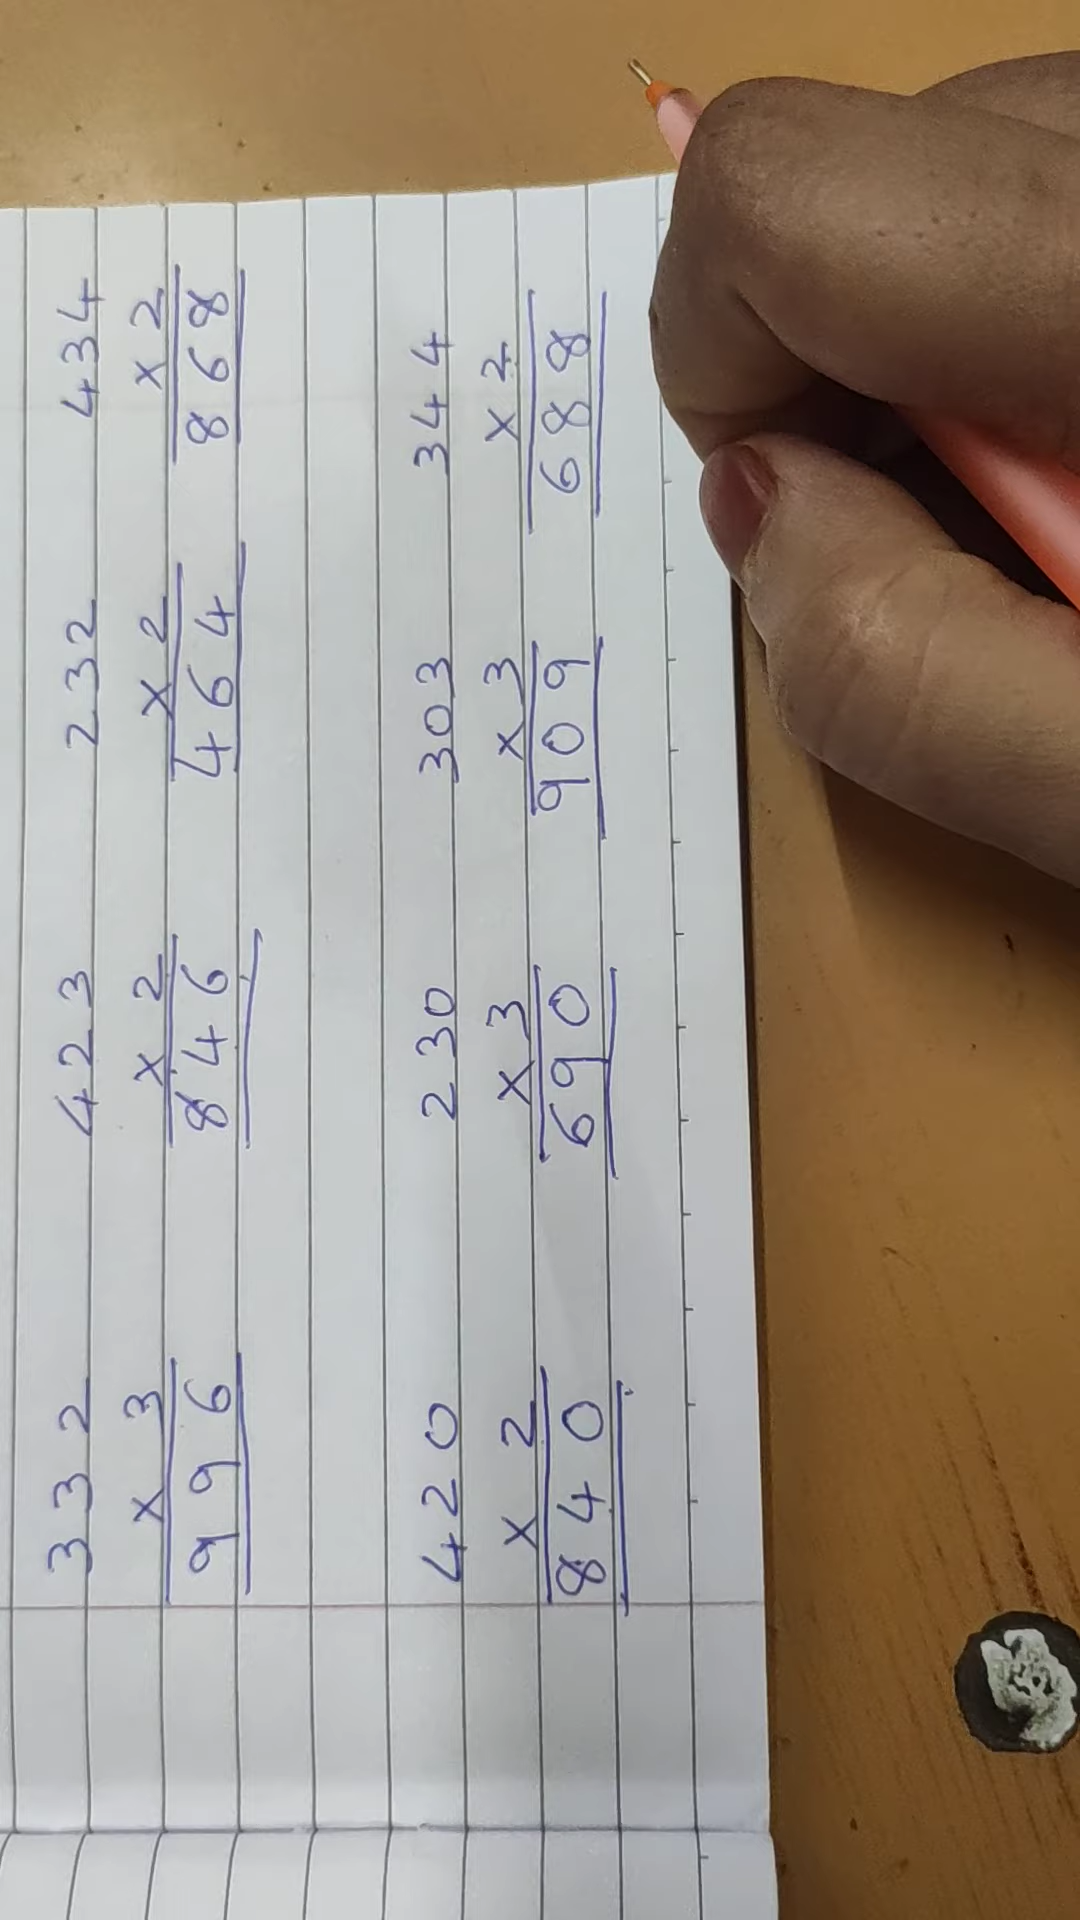 332 423 232 434
× 3 × 2 × 2 × 2
996 846 464 868
420 230 303 344
× 2 × 3 × 3 × 2
840 690 909 688